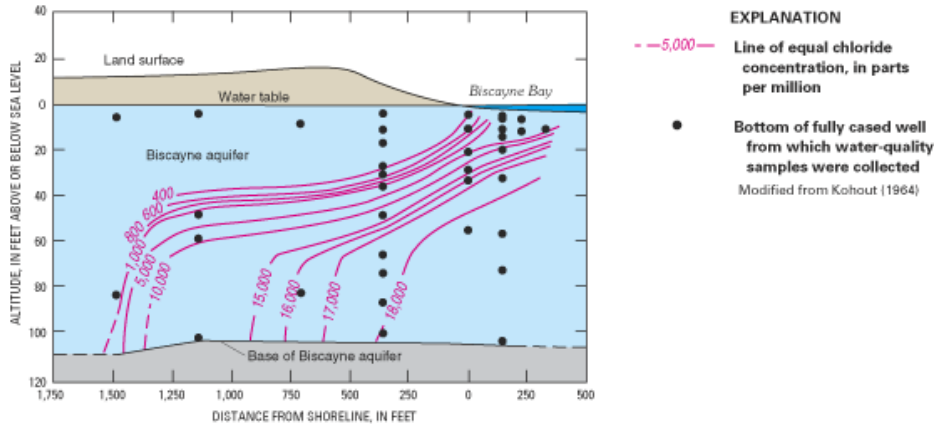 40
20
0
20
40
60
80
100
120
ALTITUDE, IN FEET ABOVE OR BELOW SEA LEVEL
Land surface
Water table
Biscayne Bay
Biscayne aquifer
400
600
800
1,000
5,000
10,000
15,000
16,000
17,000
18,000
Base of Biscayne aquifer
1,750 1,500 1,250 1,000 750 500 250 0 250 500
DISTANCE FROM SHORELINE, IN FEET
EXPLANATION
5,000 Line of equal chloride
concentration, in parts
per million
Bottom of fully cased well
from which water-quality
samples were collected
Modified from Kohout (1964)